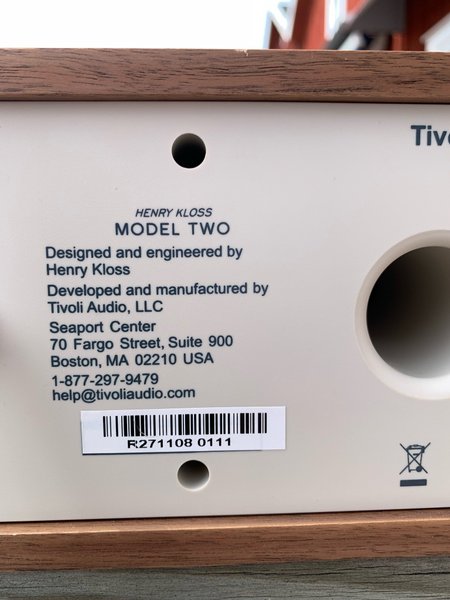 Tivo
HENRY KLOSS
MODEL TWO
Designed and engineered by
Henry Kloss
Developed and manufactured by
Tivoli Audio, LLC
Seaport Center
70 Fargo Street, Suite 900
Boston, MA 02210 USA
1-877-297-9479
help@tivoliaudio.com
R271108 0111